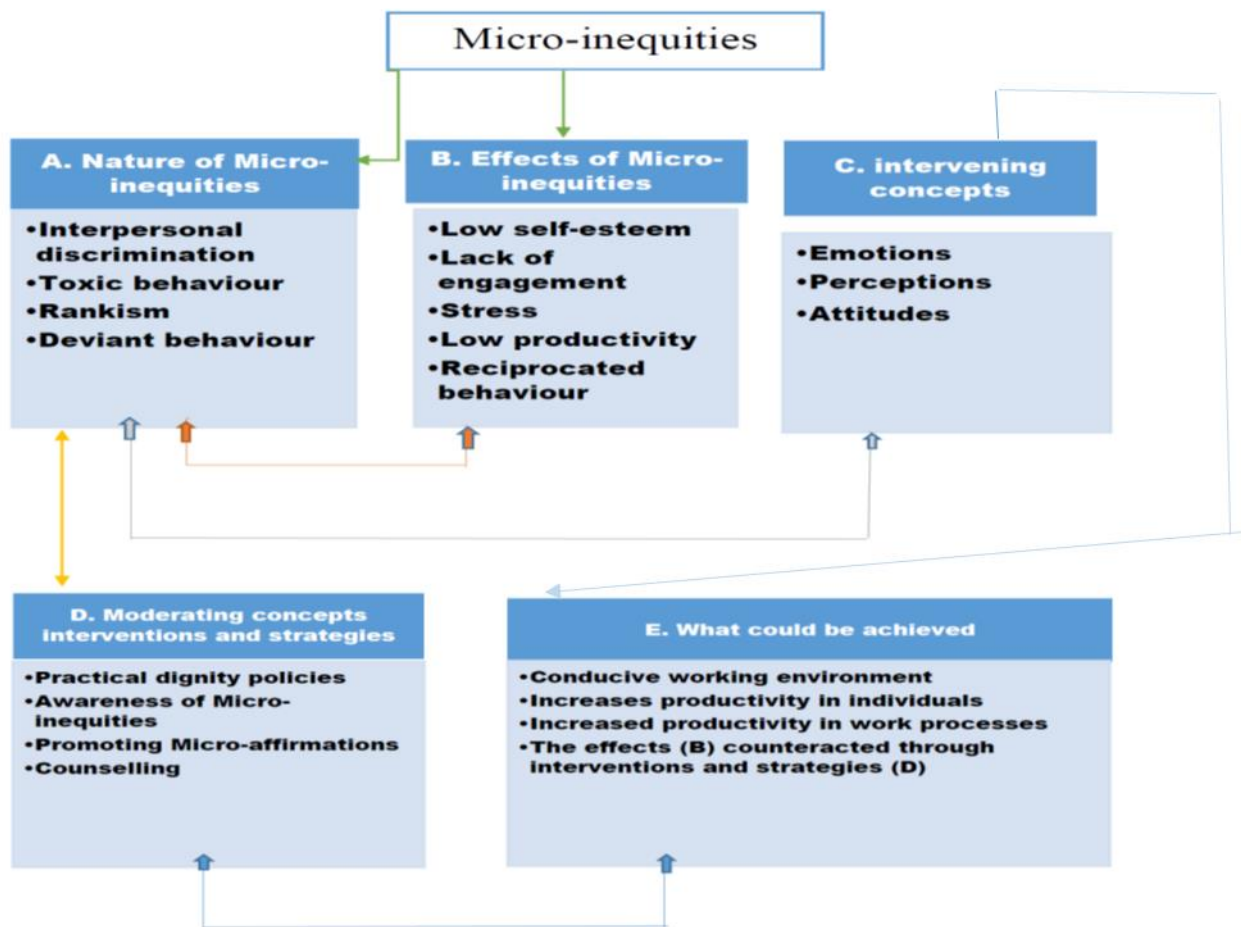 Micro-inequities
A. Nature of Micro-
inequities
•Interpersonal
discrimination
•Toxic behaviour
•Rankism
•Deviant behaviour
B. Effects of Micro-
inequities
•Low self-esteem
•Lack of
engagement
•Stress
•Low productivity
•Reciprocated
behaviour
C. intervening
concepts
•Emotions
•Perceptions
•Attitudes
D. Moderating concepts
interventions and strategies
•Practical dignity policies
•Awareness of Micro-
inequities
•Promoting Micro-affirmations
•Counselling
E. What could be achieved
•Conducive working environment
•Increases productivity in individuals
•Increased productivity in work processes
•The effects (B) counteracted through
interventions and strategies (D)